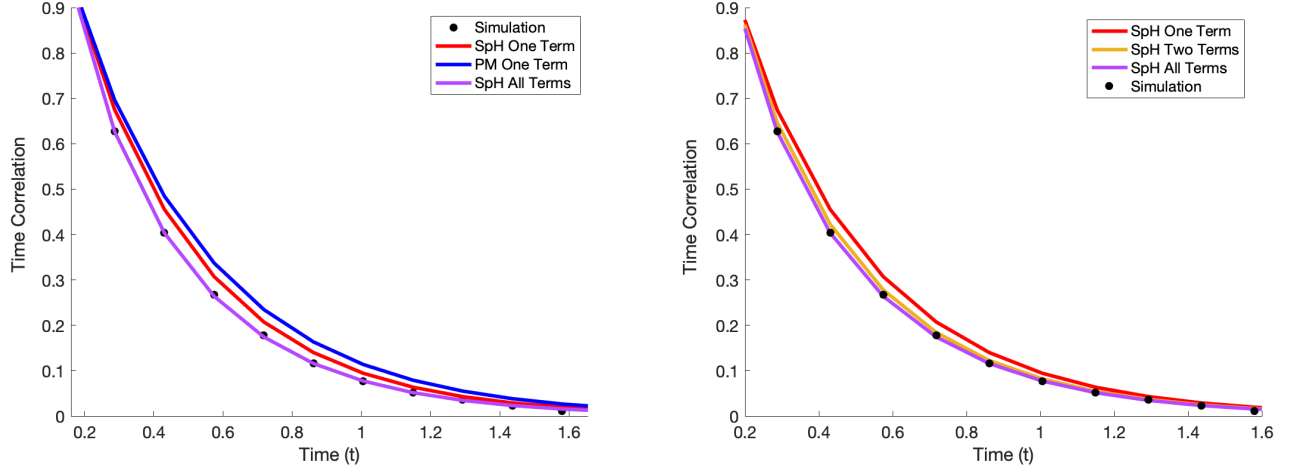 0.9
0.8
0.7
0.6
0.5
0.4
0.3
0.2
0.1
0
Time Correlation
0.2 0.4 0.6 0.8 1 1.2 1.4 1.6
Time (t)
Simulation
SpH One Term
PM One Term
SpH All Terms
0.9
0.8
0.7
0.6
0.5
0.4
0.3
0.2
0.1
0
Time Correlation
0.2 0.4 0.6 0.8 1 1.2 1.4 1.6
Time (t)
SpH One Term
SpH Two Terms
SpH All Terms
Simulation